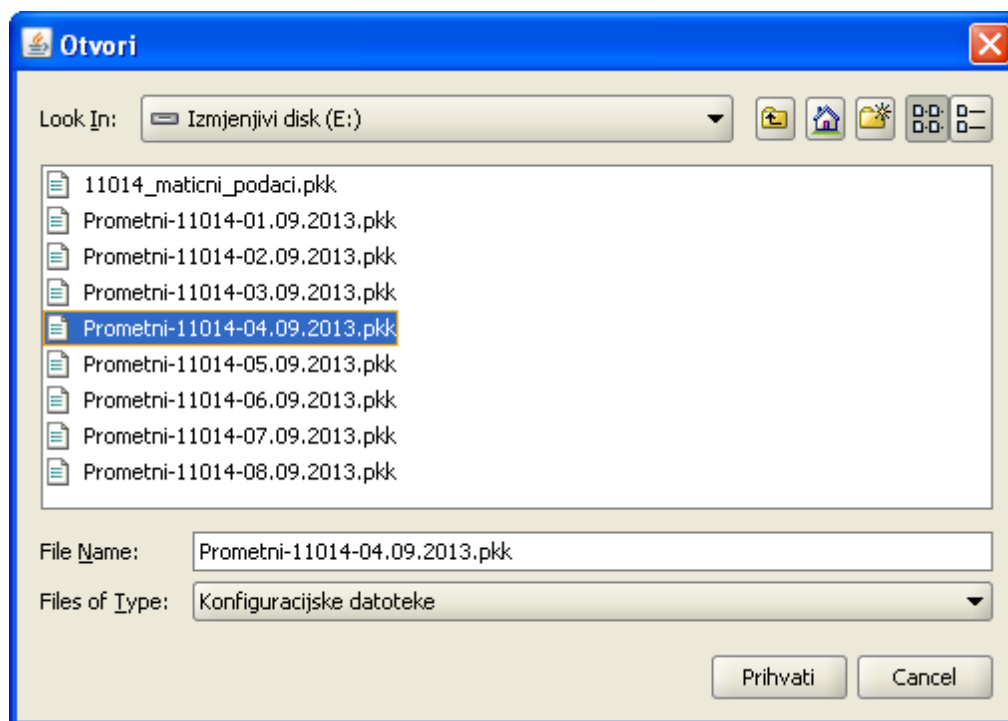 Otvori
Look In: Izmjenjivi disk (E:)
11014_maticni_podaci.pkk
Prometni-11014-01.09.2013.pkk
Prometni-11014-02.09.2013.pkk
Prometni-11014-03.09.2013.pkk
Prometni-11014-04.09.2013.pkk
Prometni-11014-05.09.2013.pkk
Prometni-11014-06.09.2013.pkk
Prometni-11014-07.09.2013.pkk
Prometni-11014-08.09.2013.pkk
File Name: Prometni-11014-04.09.2013.pkk
Files of Type: Konfiguracijske datoteke
Prihvati Cancel